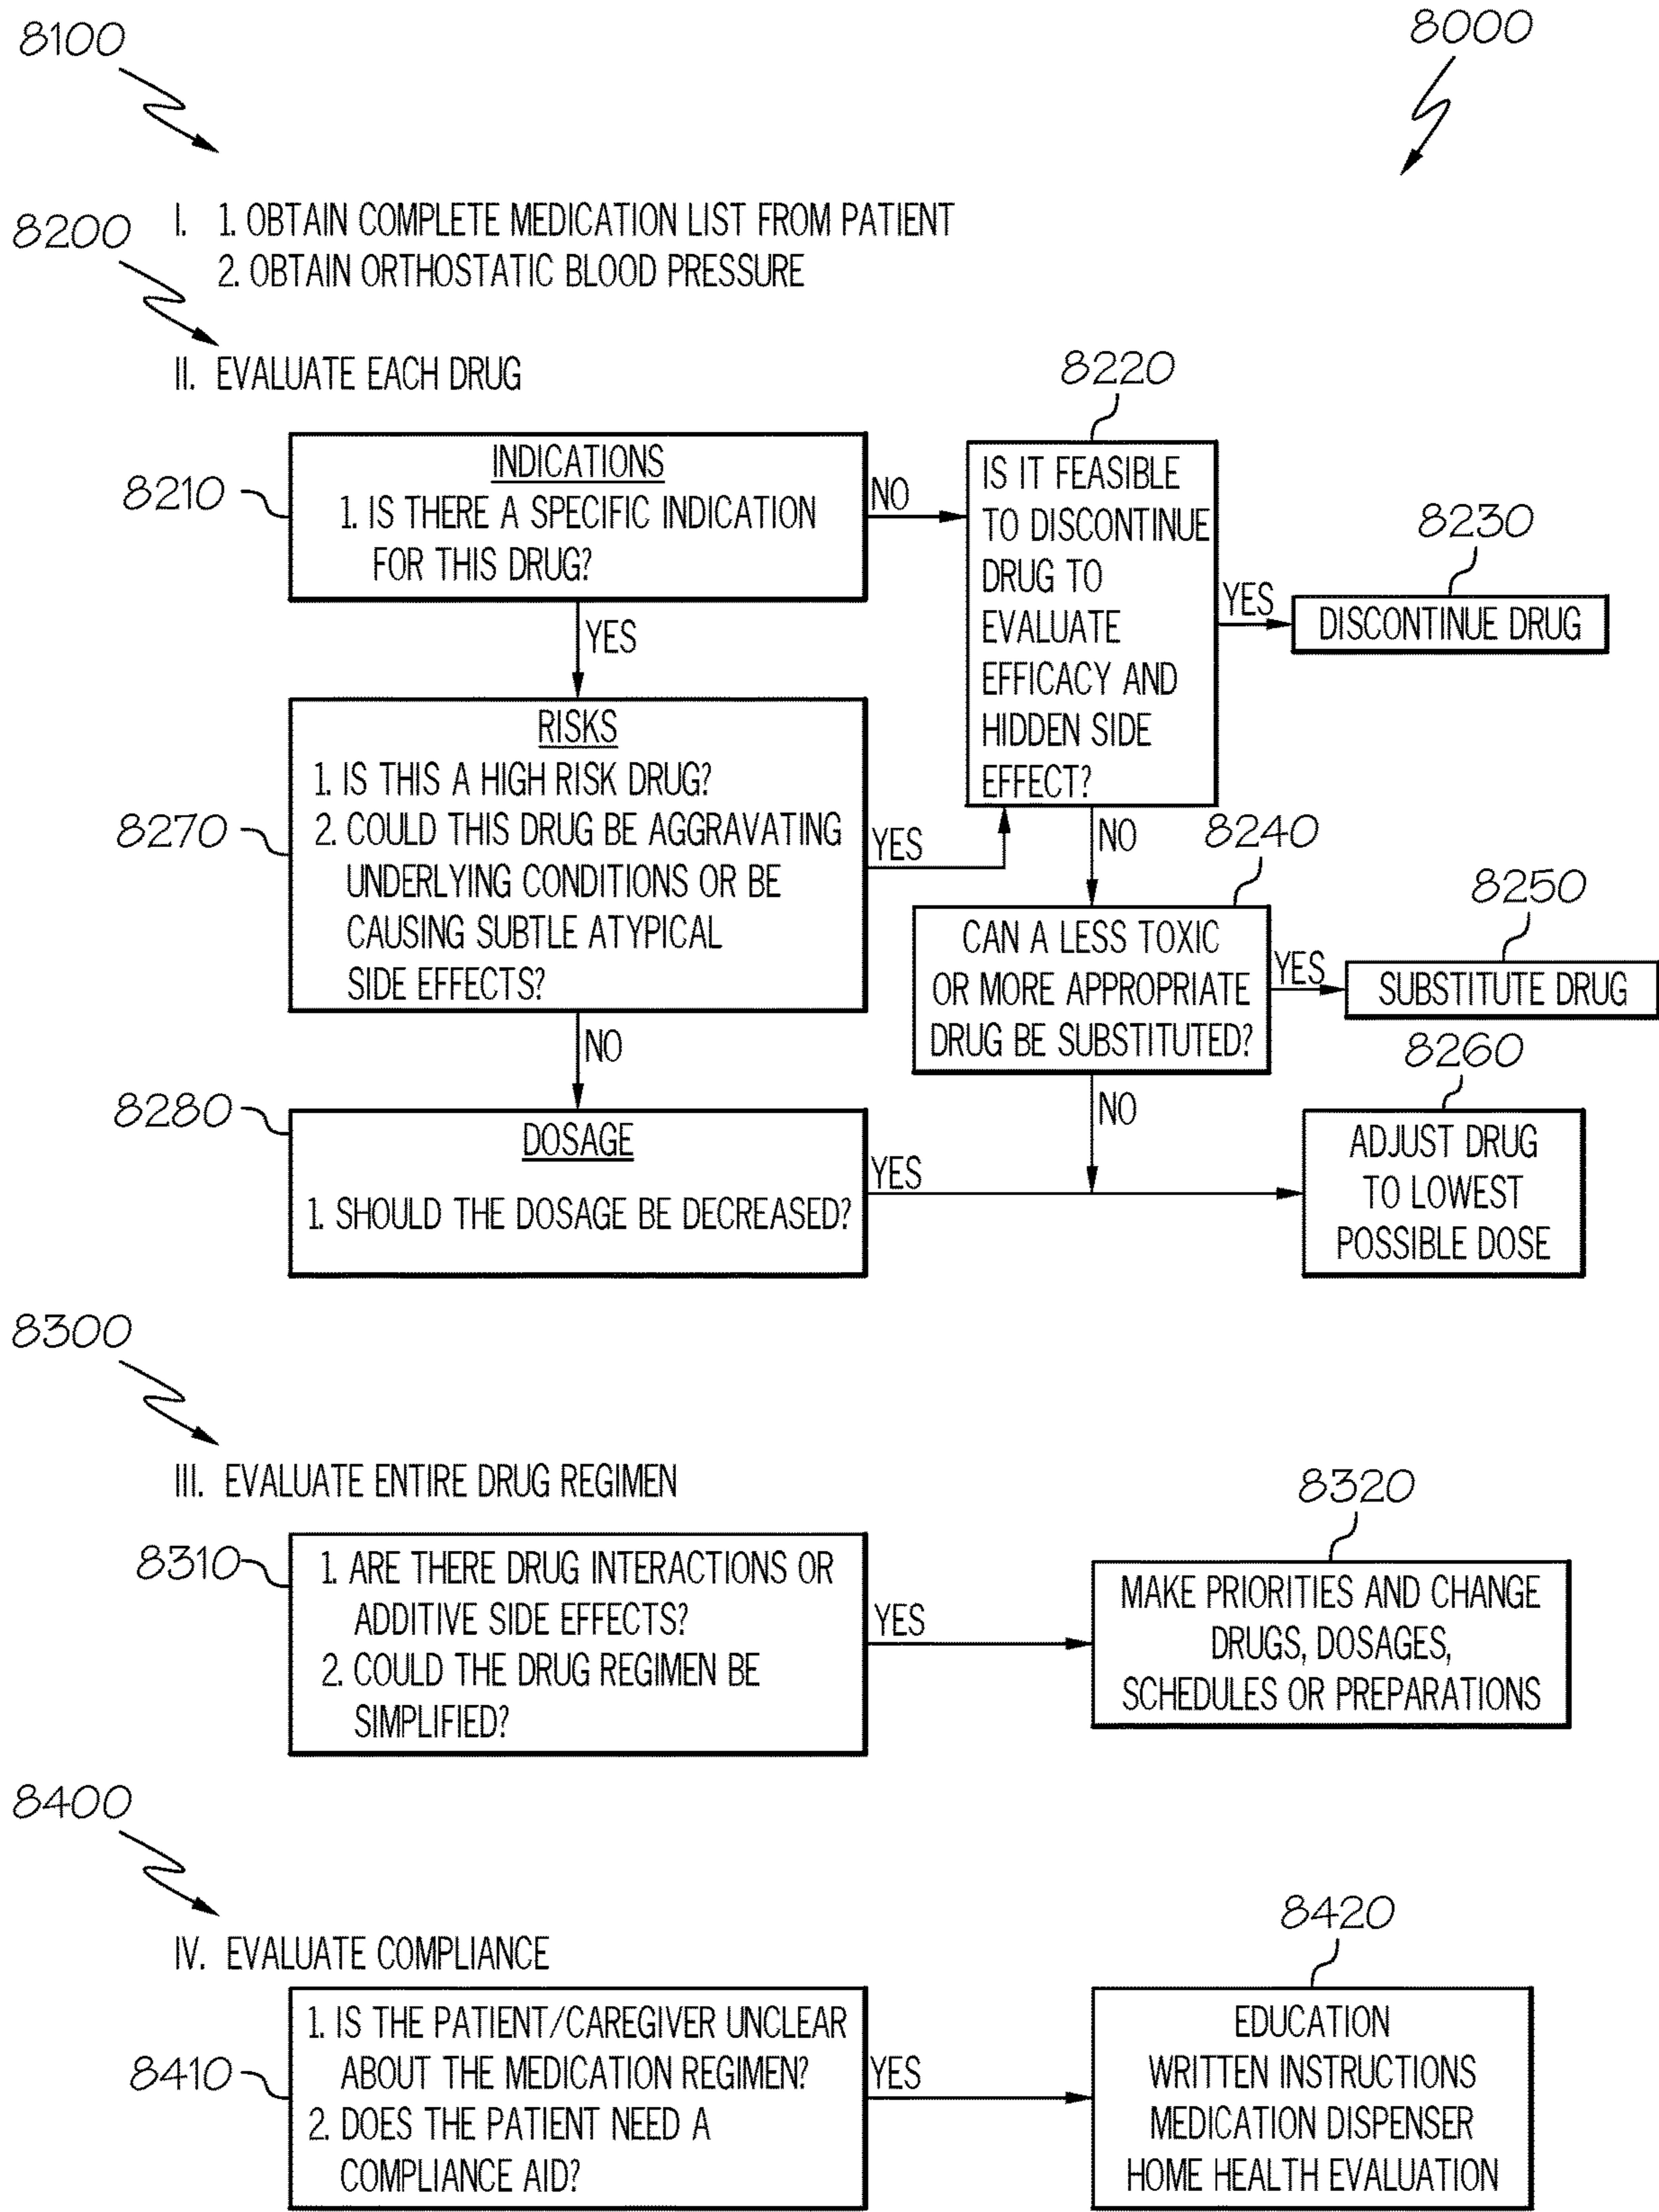 8100
8000
8200
I. 1. OBTAIN COMPLETE MEDICATION LIST FROM PATIENT
2. OBTAIN ORTHOSTATIC BLOOD PRESSURE
II. EVALUATE EACH DRUG
8210
INDICATIONS
1. IS THERE A SPECIFIC INDICATION
FOR THIS DRUG?
NO
YES
8220
IS IT FEASIBLE
TO DISCONTINUE
DRUG TO
EVALUATE
EFFICACY AND
HIDDEN SIDE
EFFECT?
YES
8230
DISCONTINUE DRUG
8270
RISKS
1. IS THIS A HIGH RISK DRUG?
2. COULD THIS DRUG BE AGGRAVATING
UNDERLYING CONDITIONS OR BE
CAUSING SUBTLE ATYPICAL
SIDE EFFECTS?
YES
NO
NO
8240
CAN A LESS TOXIC
OR MORE APPROPRIATE
DRUG BE SUBSTITUTED?
YES
8250
SUBSTITUTE DRUG
NO
8280
DOSAGE
1. SHOULD THE DOSAGE BE DECREASED?
YES
8260
ADJUST DRUG
TO LOWEST
POSSIBLE DOSE
8300
III. EVALUATE ENTIRE DRUG REGIMEN
8310
1. ARE THERE DRUG INTERACTIONS OR
ADDITIVE SIDE EFFECTS?
2. COULD THE DRUG REGIMEN BE
SIMPLIFIED?
YES
8320
MAKE PRIORITIES AND CHANGE
DRUGS, DOSAGES,
SCHEDULES OR PREPARATIONS
8400
IV. EVALUATE COMPLIANCE
8410
1. IS THE PATIENT/CAREGIVER UNCLEAR
ABOUT THE MEDICATION REGIMEN?
2. DOES THE PATIENT NEED A
COMPLIANCE AID?
YES
8420
EDUCATION
WRITTEN INSTRUCTIONS
MEDICATION DISPENSER
HOME HEALTH EVALUATION